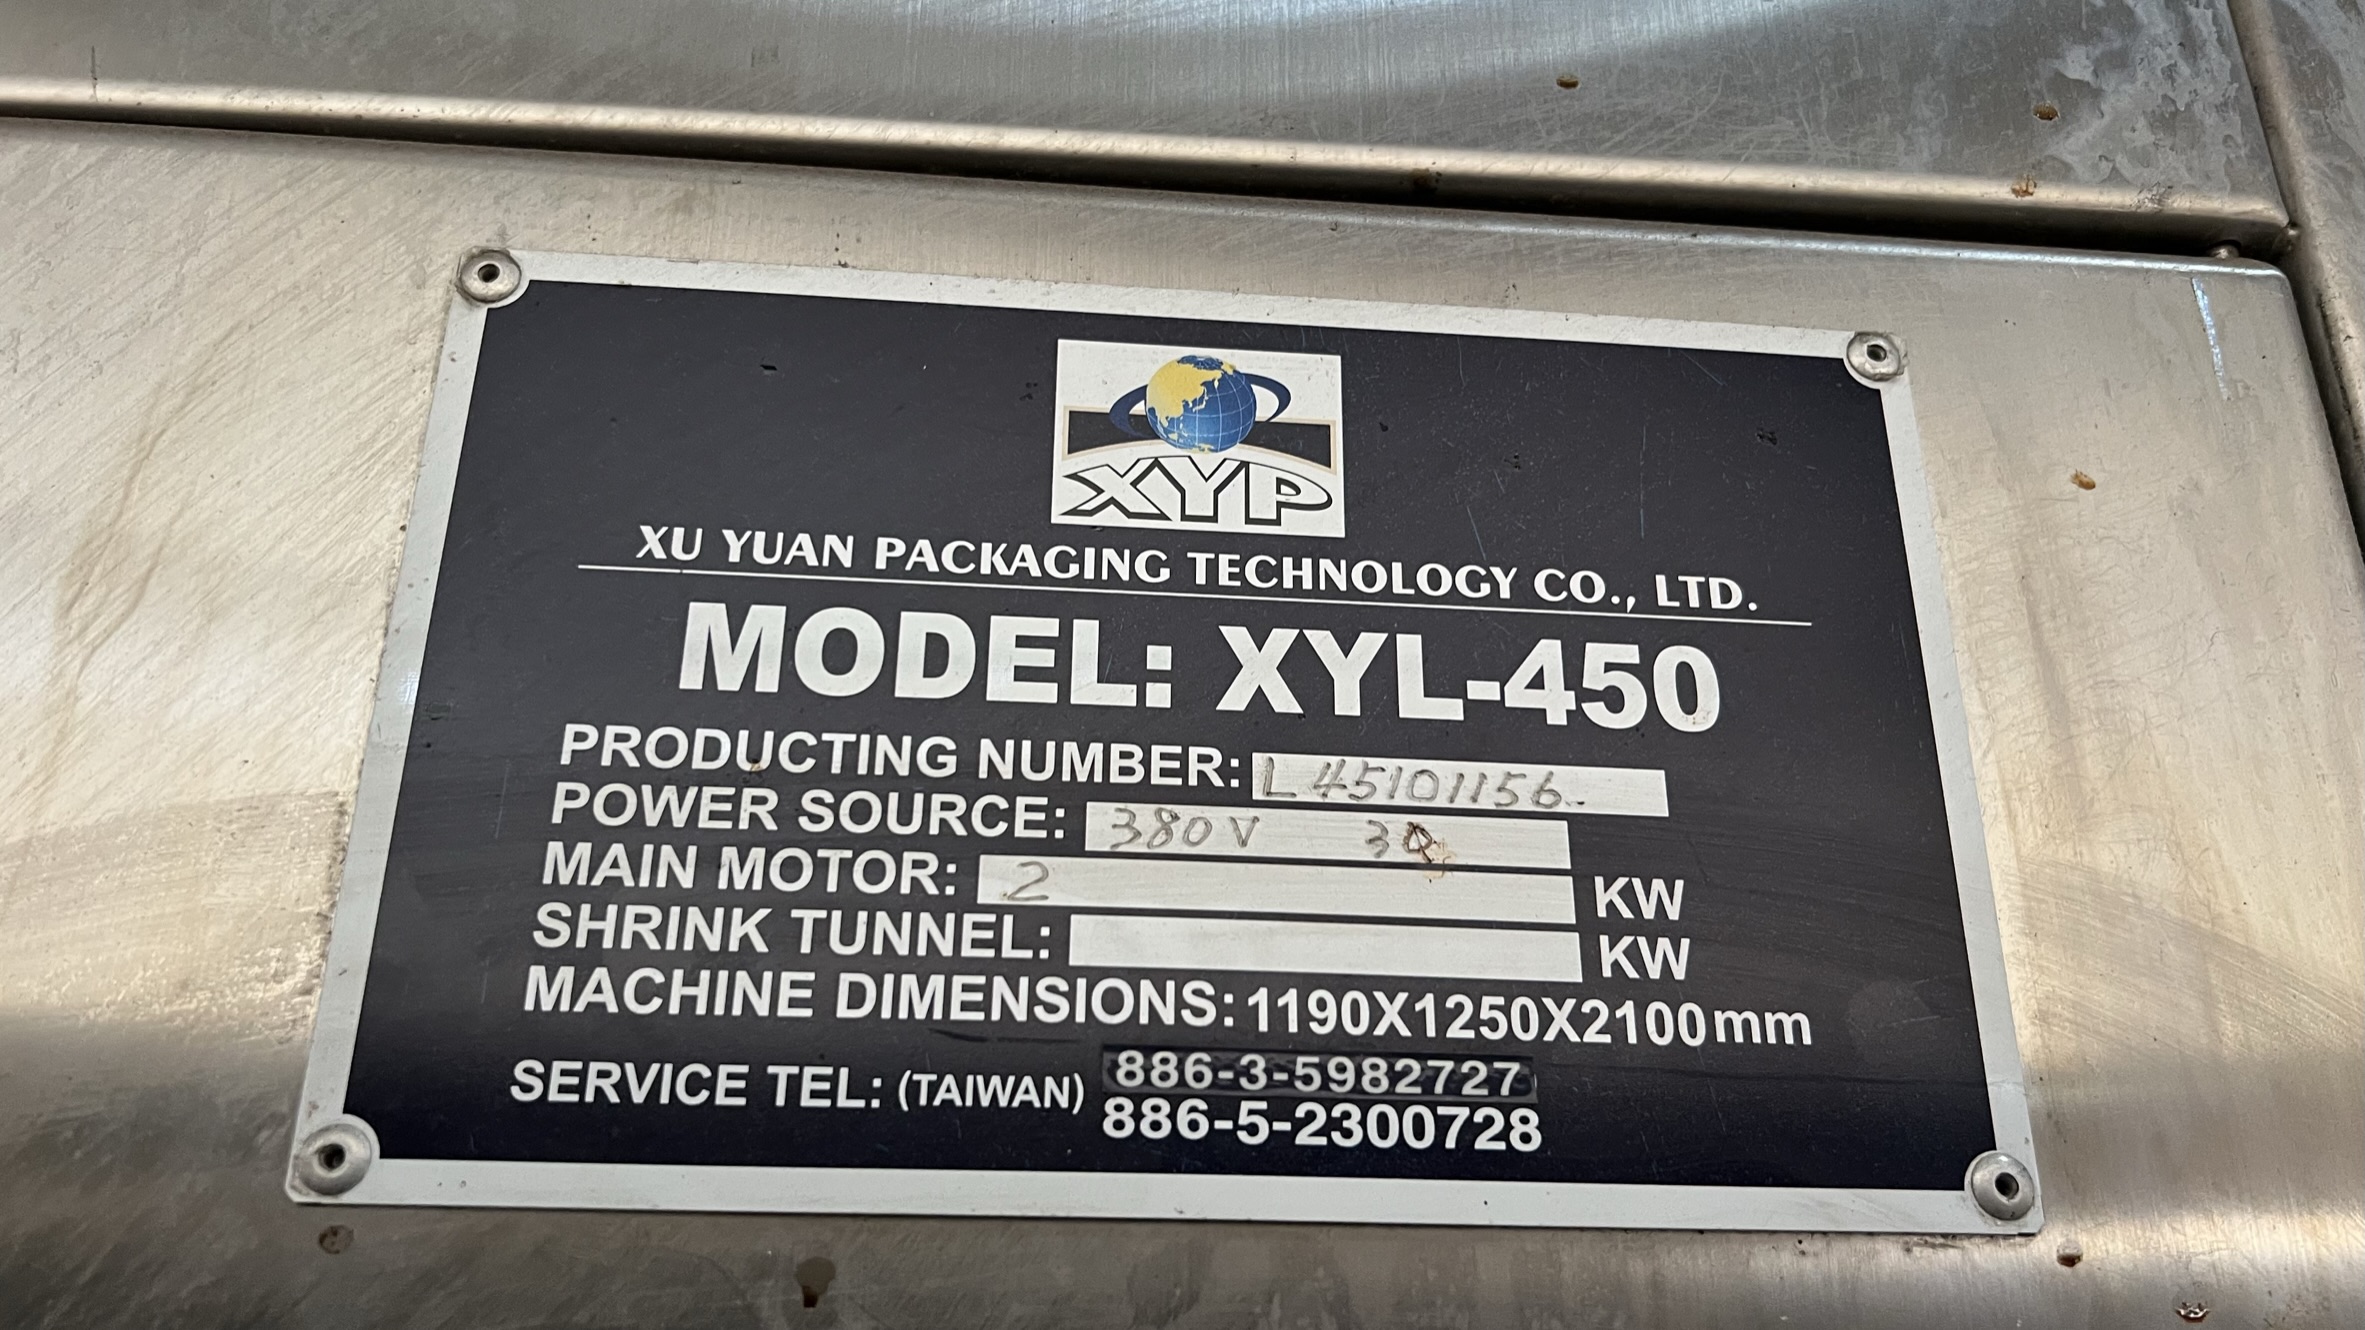 XYP
XU YUAN PACKAGING TECHNOLOGY CO., LTD.
MODEL: XYL-450
PRODUCTING NUMBER: L45101156
POWER SOURCE: 380V 3Φ
MAIN MOTOR: 2 KW
SHRINK TUNNEL: KW
MACHINE DIMENSIONS: 1190X1250X2100mm
SERVICE TEL: (TAIWAN) 886-3-5982727
886-5-2300728